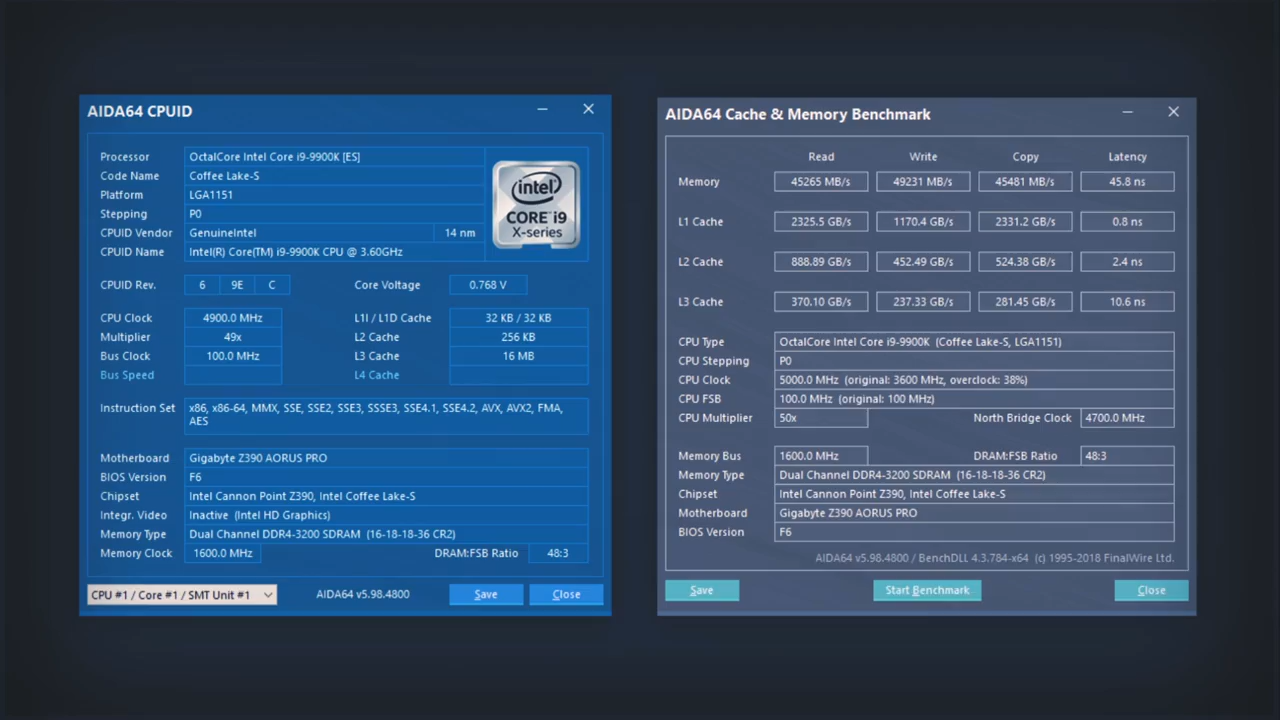 AIDA64 CPUID
Processor OctalCore Intel Core i9-9900K [ES]
Code Name Coffee Lake-S
Platform LGA1151
Stepping P0
CPUID Vendor GenuineIntel 14 nm
CPUID Name Intel(R) Core(TM) i9-9900K CPU @ 3.60GHz
intel
CORE i9
X-series
CPUID Rev. 6 9E C Core Voltage 0.768 V
CPU Clock 4900.0 MHz L1I / L1D Cache 32 KB / 32 KB
Multiplier 49x L2 Cache 256 KB
Bus Clock 100.0 MHz L3 Cache 16 MB
Bus Speed L4 Cache
Instruction Set x86, x86-64, MMX, SSE, SSE2, SSE3, SSSE3, SSE4.1, SSE4.2, AVX, AVX2, FMA,
AES
Motherboard Gigabyte Z390 AORUS PRO
BIOS Version F6
Chipset Intel Cannon Point Z390, Intel Coffee Lake-S
Integr. Video Inactive (Intel HD Graphics)
Memory Type Dual Channel DDR4-3200 SDRAM (16-18-18-36 CR2)
Memory Clock 1600.0 MHz DRAM:FSB Ratio 48:3
CPU #1 / Core #1 / SMT Unit #1 AIDA64 v5.98.4800 Save Close
AIDA64 Cache & Memory Benchmark
Read Write Copy Latency
Memory 45265 MB/s 49231 MB/s 45481 MB/s 45.8 ns
L1 Cache 2325.5 GB/s 1170.4 GB/s 2331.2 GB/s 0.8 ns
L2 Cache 888.89 GB/s 452.49 GB/s 524.38 GB/s 2.4 ns
L3 Cache 370.10 GB/s 237.33 GB/s 281.45 GB/s 10.6 ns
CPU Type OctalCore Intel Core i9-9900K (Coffee Lake-S, LGA1151)
CPU Stepping P0
CPU Clock 5000.0 MHz (original: 3600 MHz, overclock: 38%)
CPU FSB 100.0 MHz (original: 100 MHz)
CPU Multiplier 50x North Bridge Clock 4700.0 MHz
Memory Bus 1600.0 MHz DRAM:FSB Ratio 48:3
Memory Type Dual Channel DDR4-3200 SDRAM (16-18-18-36 CR2)
Chipset Intel Cannon Point Z390, Intel Coffee Lake-S
Motherboard Gigabyte Z390 AORUS PRO
BIOS Version F6
AIDA64 v5.98.4800 / BenchDLL 4.3.784-x64 (c) 1995-2018 FinalWire Ltd.
Save Start Benchmark Close